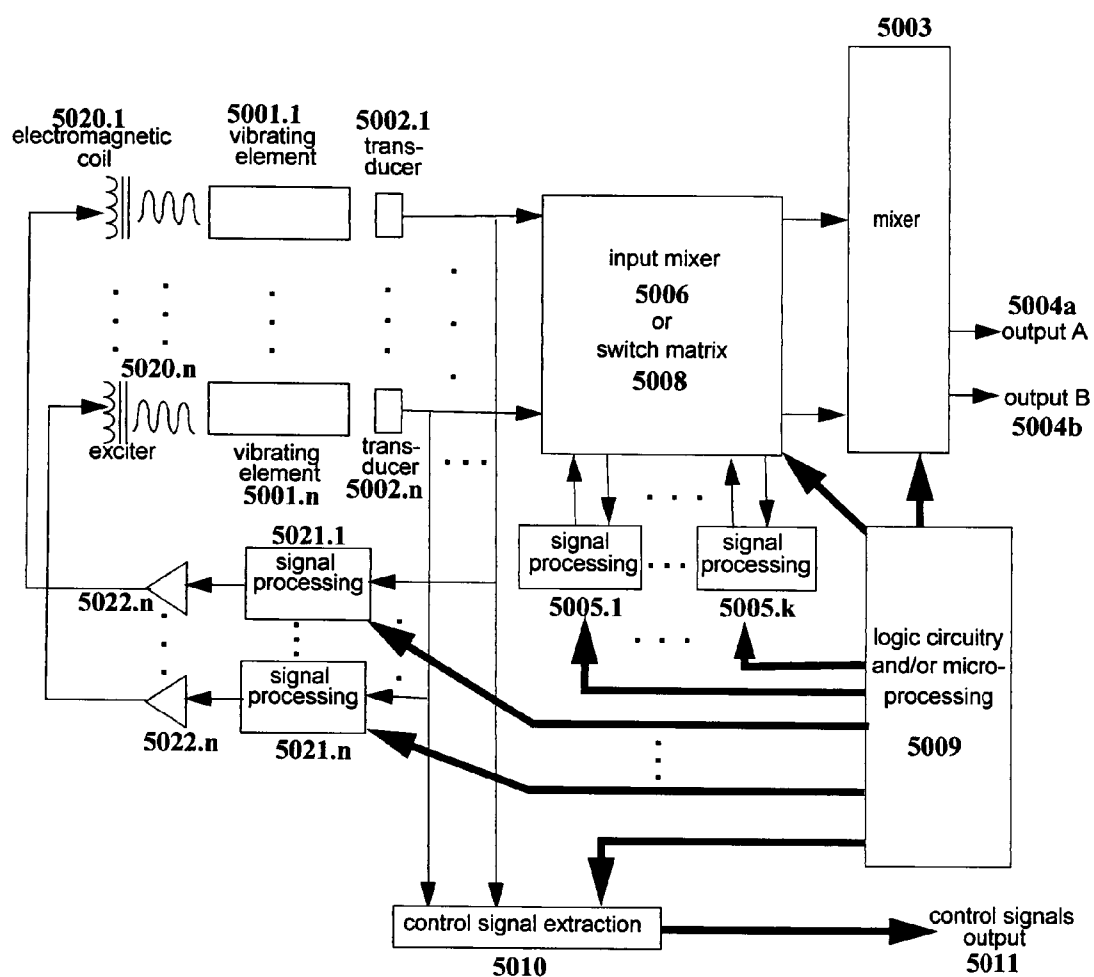 5003
5020.1
electromagnetic
coil
5001.1
vibrating
element
5002.1
trans-
ducer
mixer
input mixer
5006
or
switch matrix
5008
5004a
output A
output B
5004b
5020.n
exciter
vibrating
element
5001.n
trans-
ducer
5002.n
5021.1
signal
processing
5022.n
signal
processing
5005.1
signal
processing
5005.k
logic circuitry
and/or micro-
processing
5009
signal
processing
5022.n
5021.n
control signal extraction
5010
control signals
output
5011